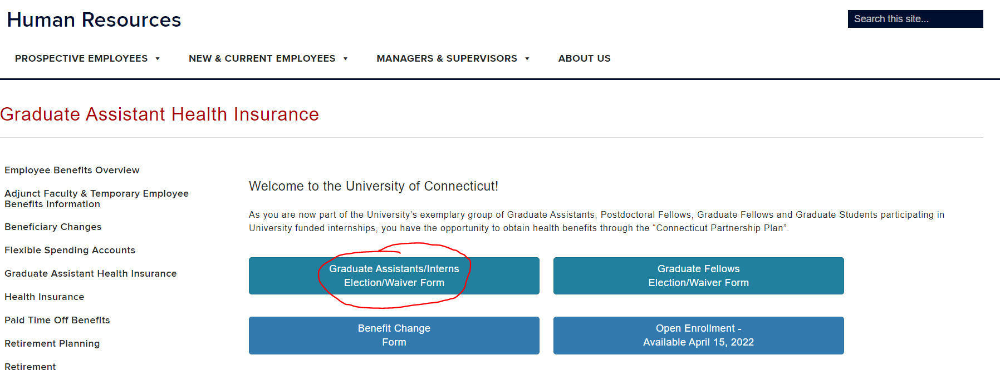 Human Resources
Search this site...
PROSPECTIVE EMPLOYEES NEW & CURRENT EMPLOYEES MANAGERS & SUPERVISORS ABOUT US
Graduate Assistant Health Insurance
Employee Benefits Overview
Adjunct Faculty & Temporary Employee
Benefits Information
Beneficiary Changes
Flexible Spending Accounts
Graduate Assistant Health Insurance
Health Insurance
Paid Time Off Benefits
Retirement Planning
Retirement
Welcome to the University of Connecticut!
As you are now part of the University’s exemplary group of Graduate Assistants, Postdoctoral Fellows, Graduate Fellows and Graduate Students participating in
University funded internships, you have the opportunity to obtain health benefits through the “Connecticut Partnership Plan”.
Graduate Assistants/Interns
Election/Waiver Form
Graduate Fellows
Election/Waiver Form
Benefit Change
Form
Open Enrollment -
Available April 15, 2022